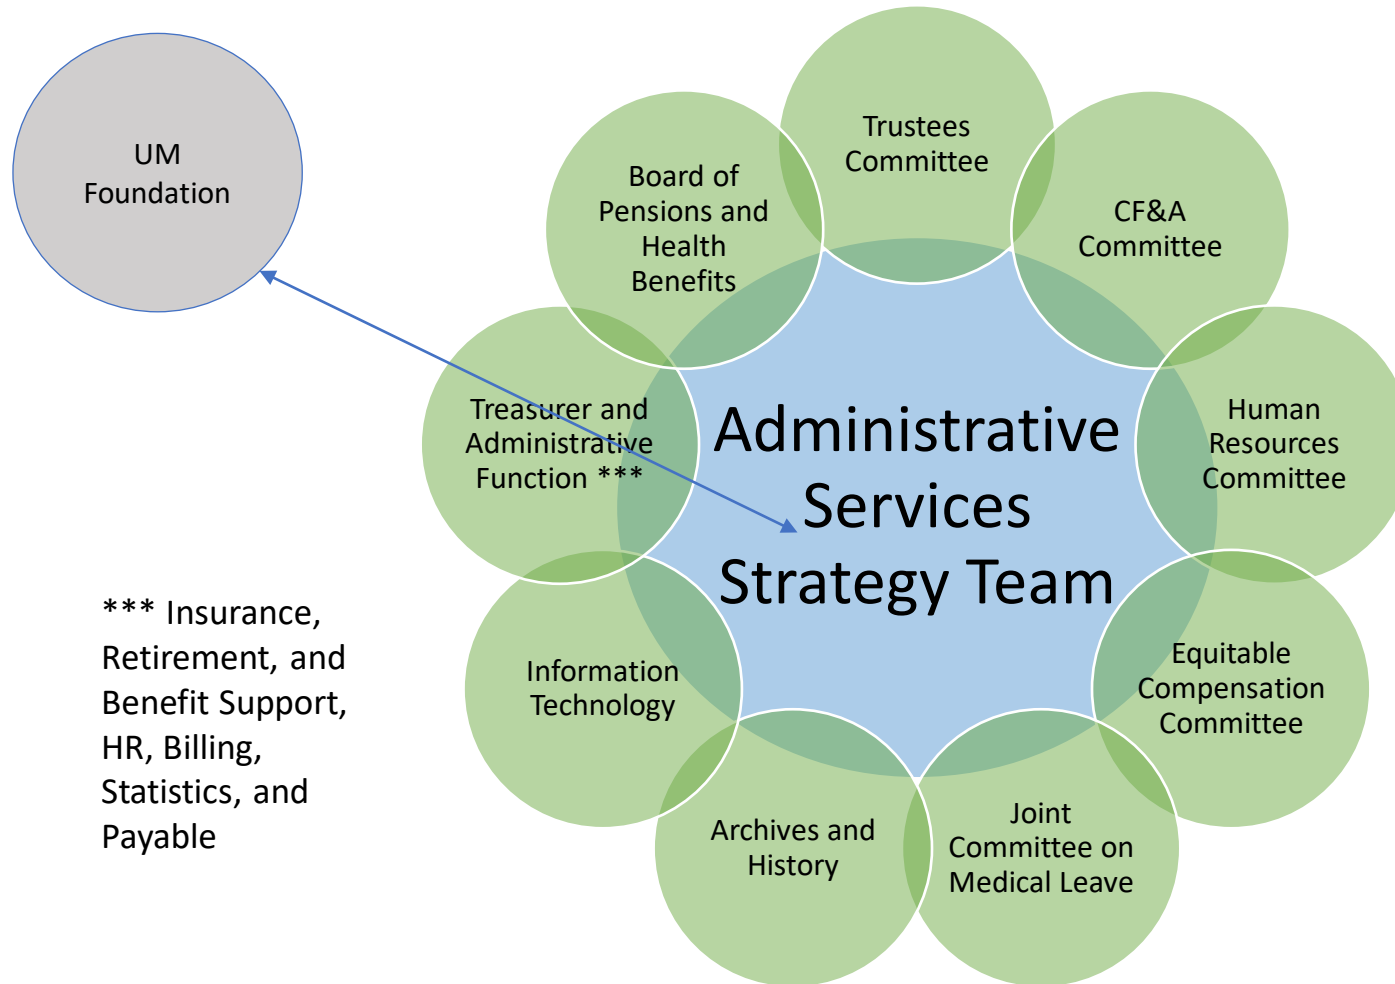 UM
Foundation
Trustees
Committee
Board of
Pensions and
Health
Benefits
CF&A
Committee
Treasurer and
Administrative
Function ***
Administrative
Services
Strategy Team
Human
Resources
Committee
*** Insurance,
Retirement, and
Benefit Support,
HR, Billing,
Statistics, and
Payable
Information
Technology
Equitable
Compensation
Committee
Archives and
History
Joint
Committee on
Medical Leave